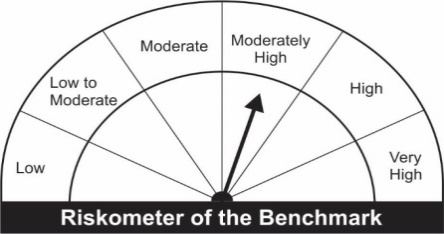 Low
Low to
Moderate
Moderate
Moderately
High
High
Very
High
Riskometer of the Benchmark